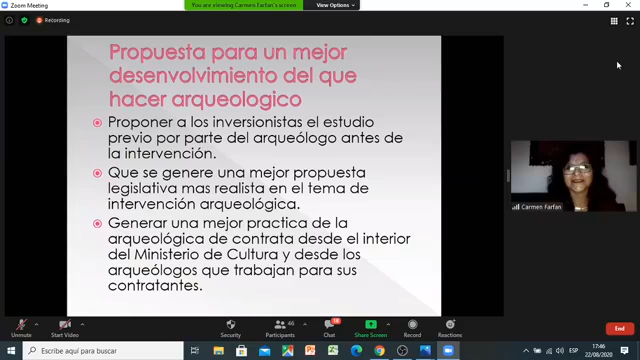 Zoom Meeting
You are viewing Carmen Farfan's screen
View Options
Recording
Propuesta para un mejor
desenvolvimiento del que
hacer arqueologico
Proponer a los inversionistas el estudio
previo por parte del arqueólogo antes de
la intervención.
Que se genere una mejor propuesta
legislativa mas realista en el tema de
intervención arqueológica.
Generar una mejor practica de la
arqueológica de contrata desde el interior
del Ministerio de Cultura y desde los
arqueólogos que trabajan para sus
contratantes.
Carmen Farfan
Unmute
Start Video
Security
Participants
46
Chat
Share Screen
Record
Reactions
End
Escribe aquí para buscar
ESP
17:46
22/08/2020